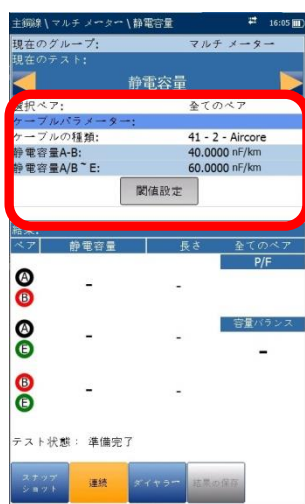 主銅線\マルチ メーター\静電容量 16:05
現在のグループ: マルチ メーター
現在のテスト:
静電容量
選択ペア: 全てのペア
ケーブルパラメーター:
ケーブルの種類: 41 - 2 - Aircore
静電容量A-B: 40.0000 nF/km
静電容量A/B~E: 60.0000 nF/km
閾値設定
結果:
ペア 静電容量 長さ 全てのペア
P/F
A - -
B
容量バランス
A - - -
E
B - -
E
テスト状態: 準備完了
スナップショット 連続 ダイヤラー 結果の保存